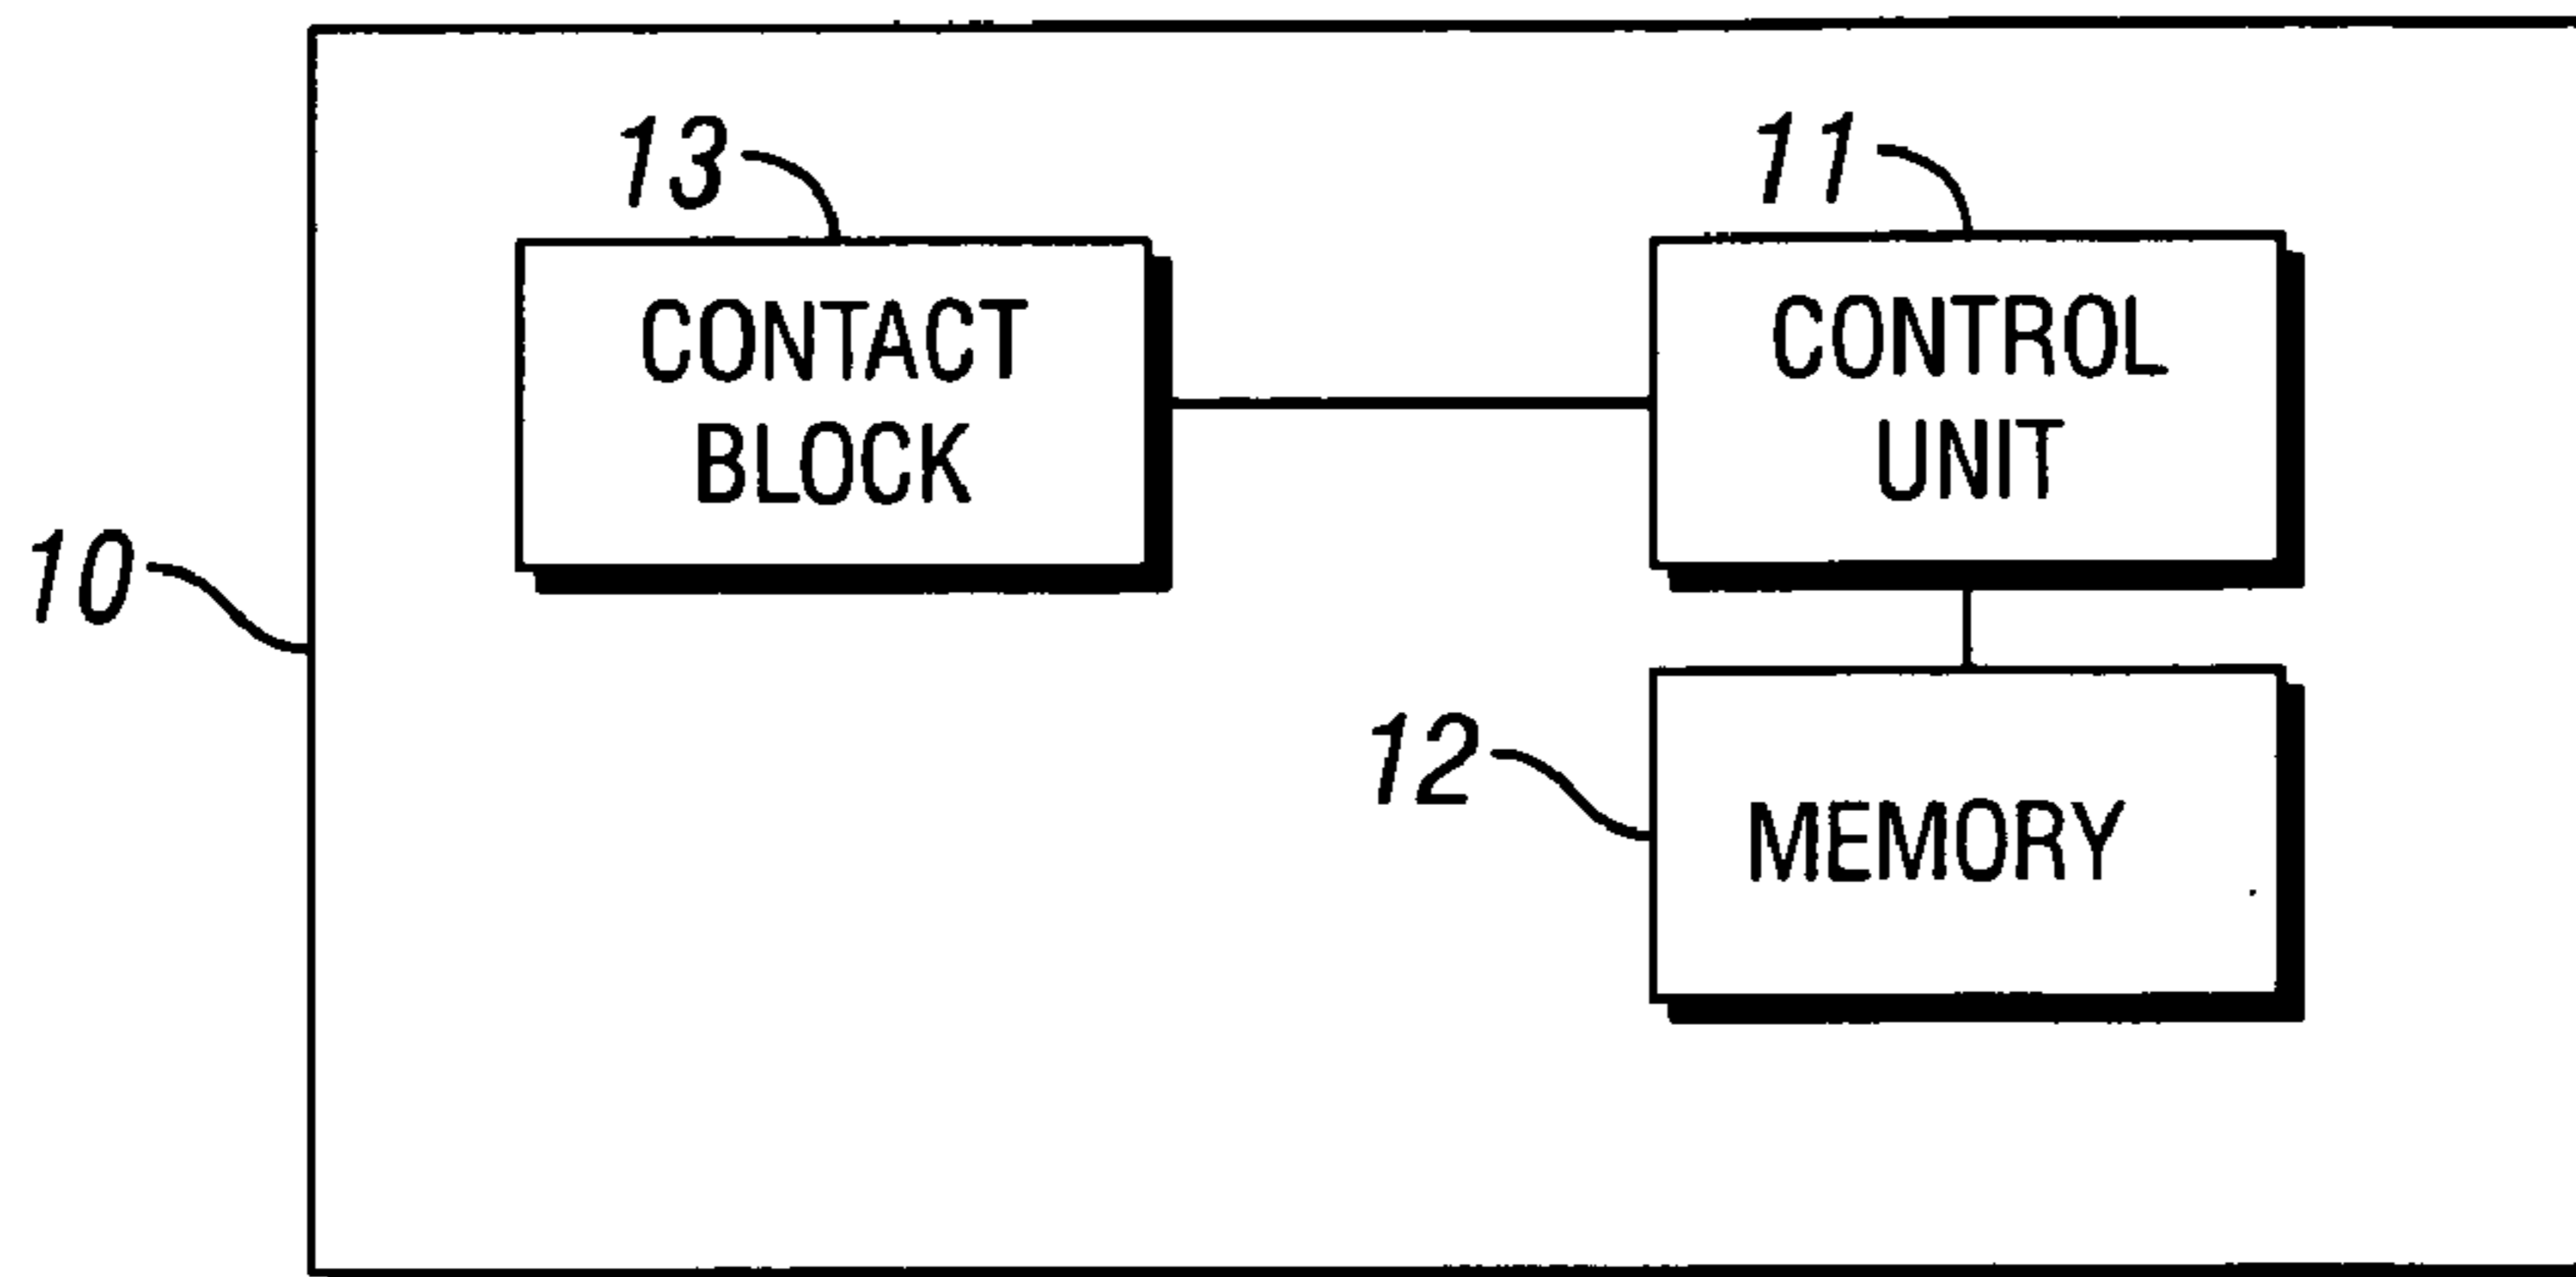 13
11
CONTACT
BLOCK
CONTROL
UNIT
10
12
MEMORY